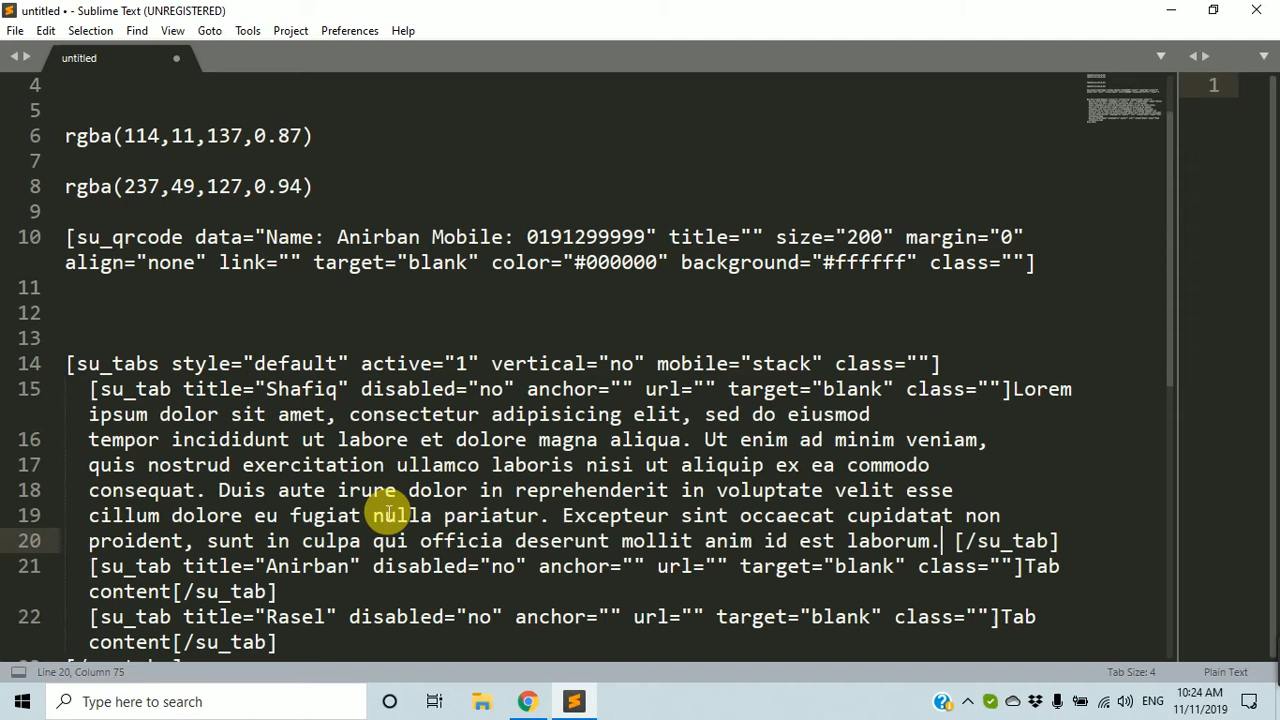 untitled • - Sublime Text (UNREGISTERED)
File Edit Selection Find View Goto Tools Project Preferences Help
untitled
4
5
6 rgba(114,11,137,0.87)
7
8 rgba(237,49,127,0.94)
9
10 [su_qrcode data="Name: Anirban Mobile: 0191299999" title="" size="200" margin="0"
align="none" link="" target="blank" color="#000000" background="#ffffff" class=""]
11
12
13
14 [su_tabs style="default" active="1" vertical="no" mobile="stack" class=""]
15 [su_tab title="Shafiq" disabled="no" anchor="" url="" target="blank" class=""]Lorem
ipsum dolor sit amet, consectetur adipisicing elit, sed do eiusmod
16 tempor incididunt ut labore et dolore magna aliqua. Ut enim ad minim veniam,
17 quis nostrud exercitation ullamco laboris nisi ut aliquip ex ea commodo
18 consequat. Duis aute irure dolor in reprehenderit in voluptate velit esse
19 cillum dolore eu fugiat nulla pariatur. Excepteur sint occaecat cupidatat non
20 proident, sunt in culpa qui officia deserunt mollit anim id est laborum. [/su_tab]
21 [su_tab title="Anirban" disabled="no" anchor="" url="" target="blank" class=""]Tab
content[/su_tab]
22 [su_tab title="Rasel" disabled="no" anchor="" url="" target="blank" class=""]Tab
content[/su_tab]
1
Line 20, Column 75
Tab Size: 4
Plain Text
Type here to search
ENG
10:24 AM
11/11/2019